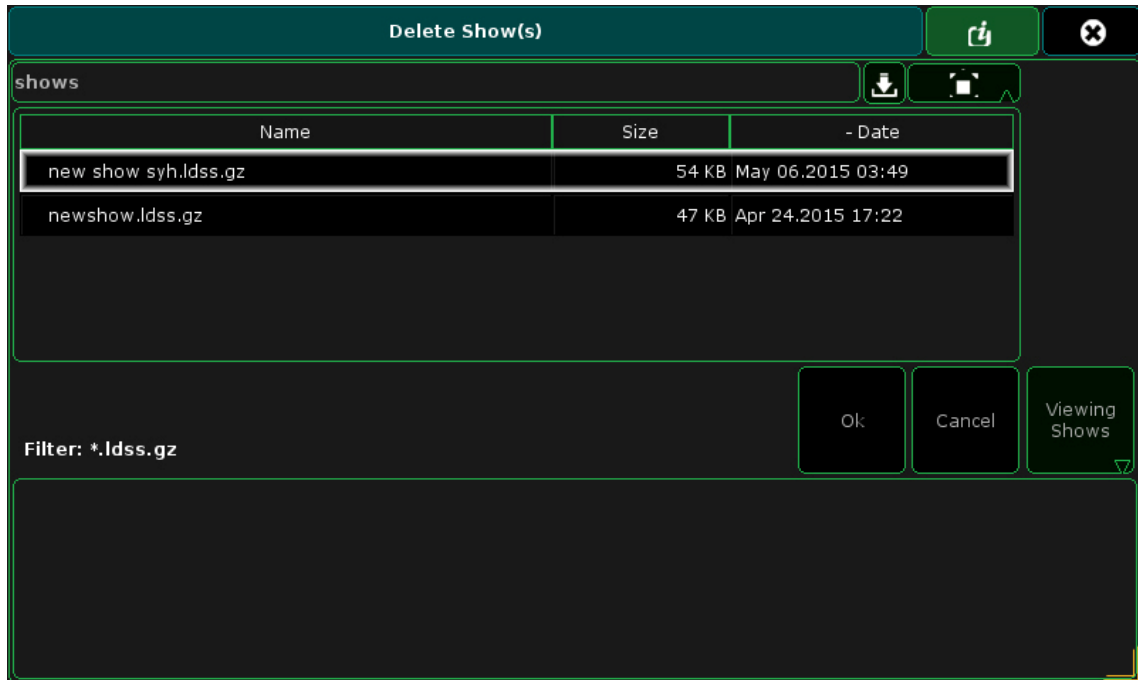 Delete Show(s)
shows
Name Size - Date
new show syh.ldss.gz 54 KB May 06.2015 03:49
newshow.ldss.gz 47 KB Apr 24.2015 17:22
Ok Cancel Viewing
Shows
Filter: *.ldss.gz